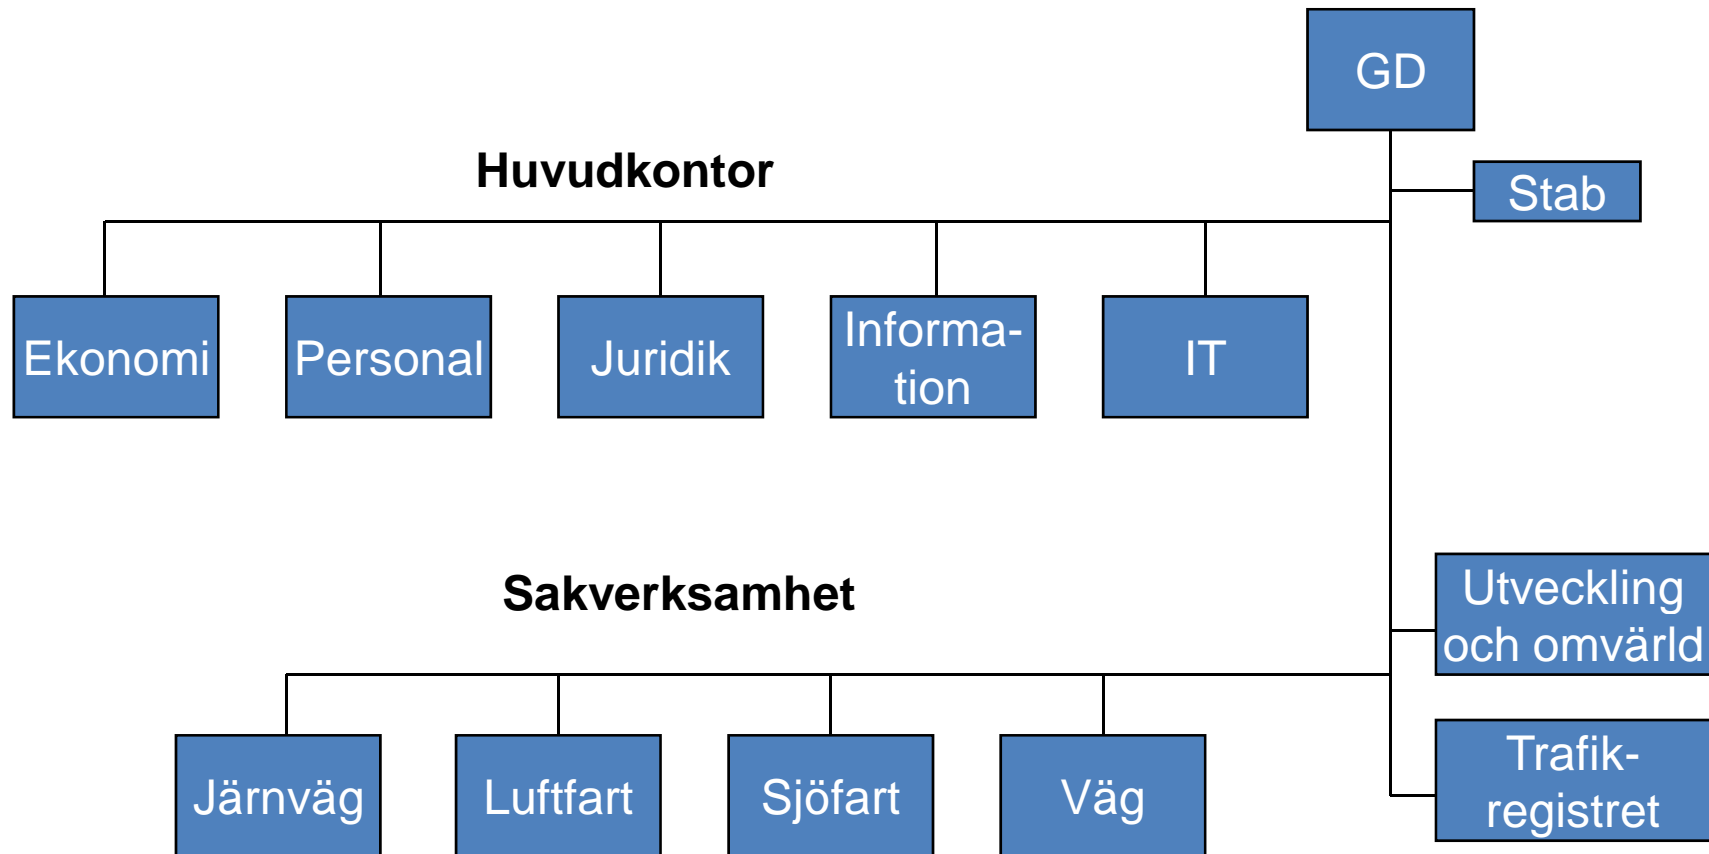 GD
Huvudkontor
Stab
Ekonomi
Personal
Juridik
Informa-
tion
IT
Sakverksamhet
Utveckling
och omvärld
Järnväg
Luftfart
Sjöfart
Väg
Trafik-
registret